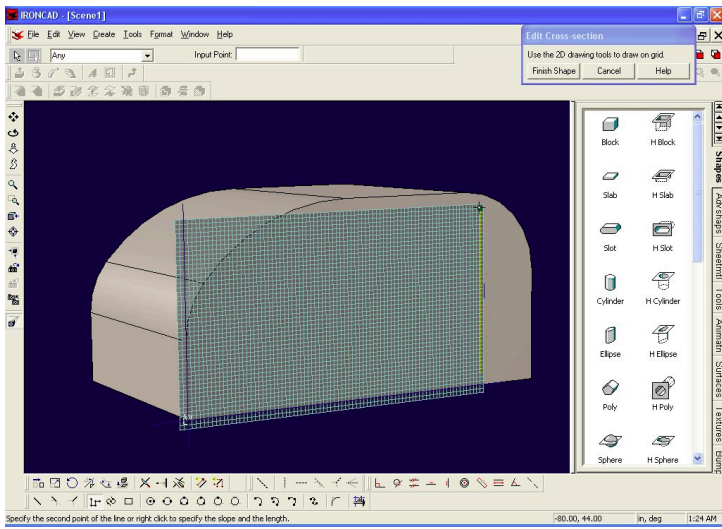 IRONCAD - [Scene1]
File Edit View Create Tools Format Window Help
Any
Input Point:
Edit Cross-section
Use the 2D drawing tools to draw on grid.
Finish Shape Cancel Help
Block H Block
Slab H Slab
Slot H Slot
Cylinder H Cylinder
Ellipse H Ellipse
Poly H Poly
Sphere H Sphere
Shapes
Adv shaps
Sheetmtl
Tools
Animatn
Surfaces
Textures
Bump
Specify the second point of the line or right click to specify the slope and the length.
-80.00, 44.00
in, deg
1:24 AM